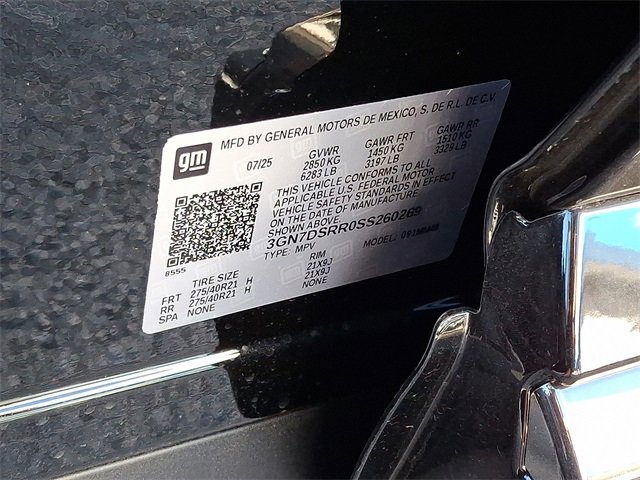 gm
MFD BY GENERAL MOTORS DE MEXICO, S. DE R.L. DE C.V.
07/25 GVWR GAWR FRT GAWR RR
2850 KG 1450 KG 1510 KG
6283 LB 3197 LB 3329 LB
THIS VEHICLE CONFORMS TO ALL
APPLICABLE U.S. FEDERAL MOTOR
VEHICLE SAFETY STANDARDS IN EFFECT
ON THE DATE OF MANUFACTURE
SHOWN ABOVE.
3GN7DSRR0SS260269
TYPE: MPV MODEL:
8555
TIRE SIZE RIM
FRT 275/40R21 H 21X9J
RR 275/40R21 H 21X9J
SPA NONE NONE